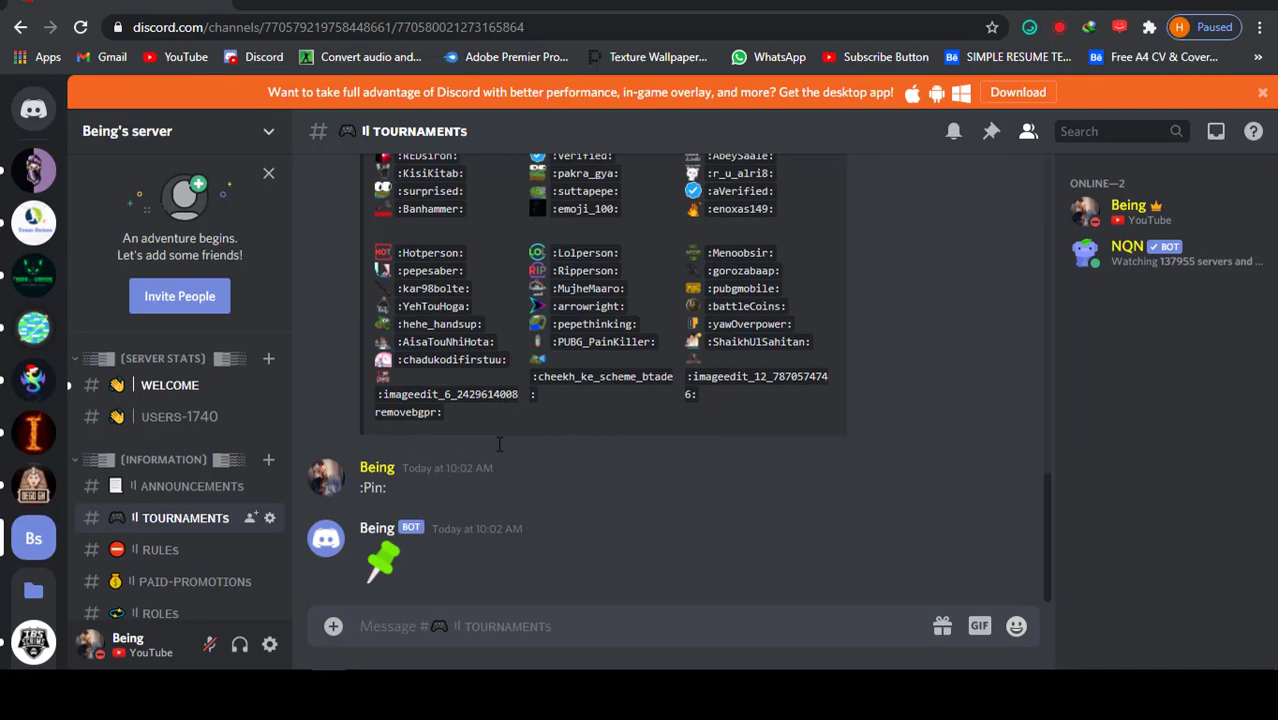 discord.com/channels/770579219758448661/770580021273165864
Paused
Apps Gmail YouTube Discord Convert audio and... Adobe Premier Pro... Texture Wallpaper... WhatsApp Subscribe Button SIMPLE RESUME TE... Free A4 CV & Cover... »
Want to take full advantage of Discord with better performance, in-game overlay, and more? Get the desktop app! Download
Being's server
# TOURNAMENTS
Search
An adventure begins.
Let's add some friends!
Invite People
(SERVER STATS)
# WELCOME
# USERS-1740
(INFORMATION)
# ANNOUNCEMENTS
# TOURNAMENTS
# RULES
# PAID-PROMOTIONS
# ROLES
Being
YouTube
:REDsiron: :Verified: :AbeySaale:
:KisiKitab: :pakra_gya: :r_u_alri8:
:surprised: :suttapepe: :aVerified:
:Banhammer: :emoji_100: :enoxas149:
:Hotperson: :Lolperson: :Menoobsir:
:pepesaber: :Ripperson: :gorozabaap:
:kar98bolte: :MujheMaaro: :pubgmobile:
:YehTouHoga: :arrowright: :battleCoins:
:hehe_handsup: :pepethinking: :yawOverpower:
:AisaTouNhiHota: :PUBG_PainKiller: :ShaikhUlSahitan:
:chadukodifirstuu:
:cheekh_ke_scheme_btade :imageedit_12_787057474
:imageedit_6_2429614008 : 6:
removebgpr:
Being Today at 10:02 AM
:Pin:
Being BOT Today at 10:02 AM
Message # TOURNAMENTS
GIF
ONLINE—2
Being
YouTube
NQN BOT
Watching 137955 servers and ...
Bs